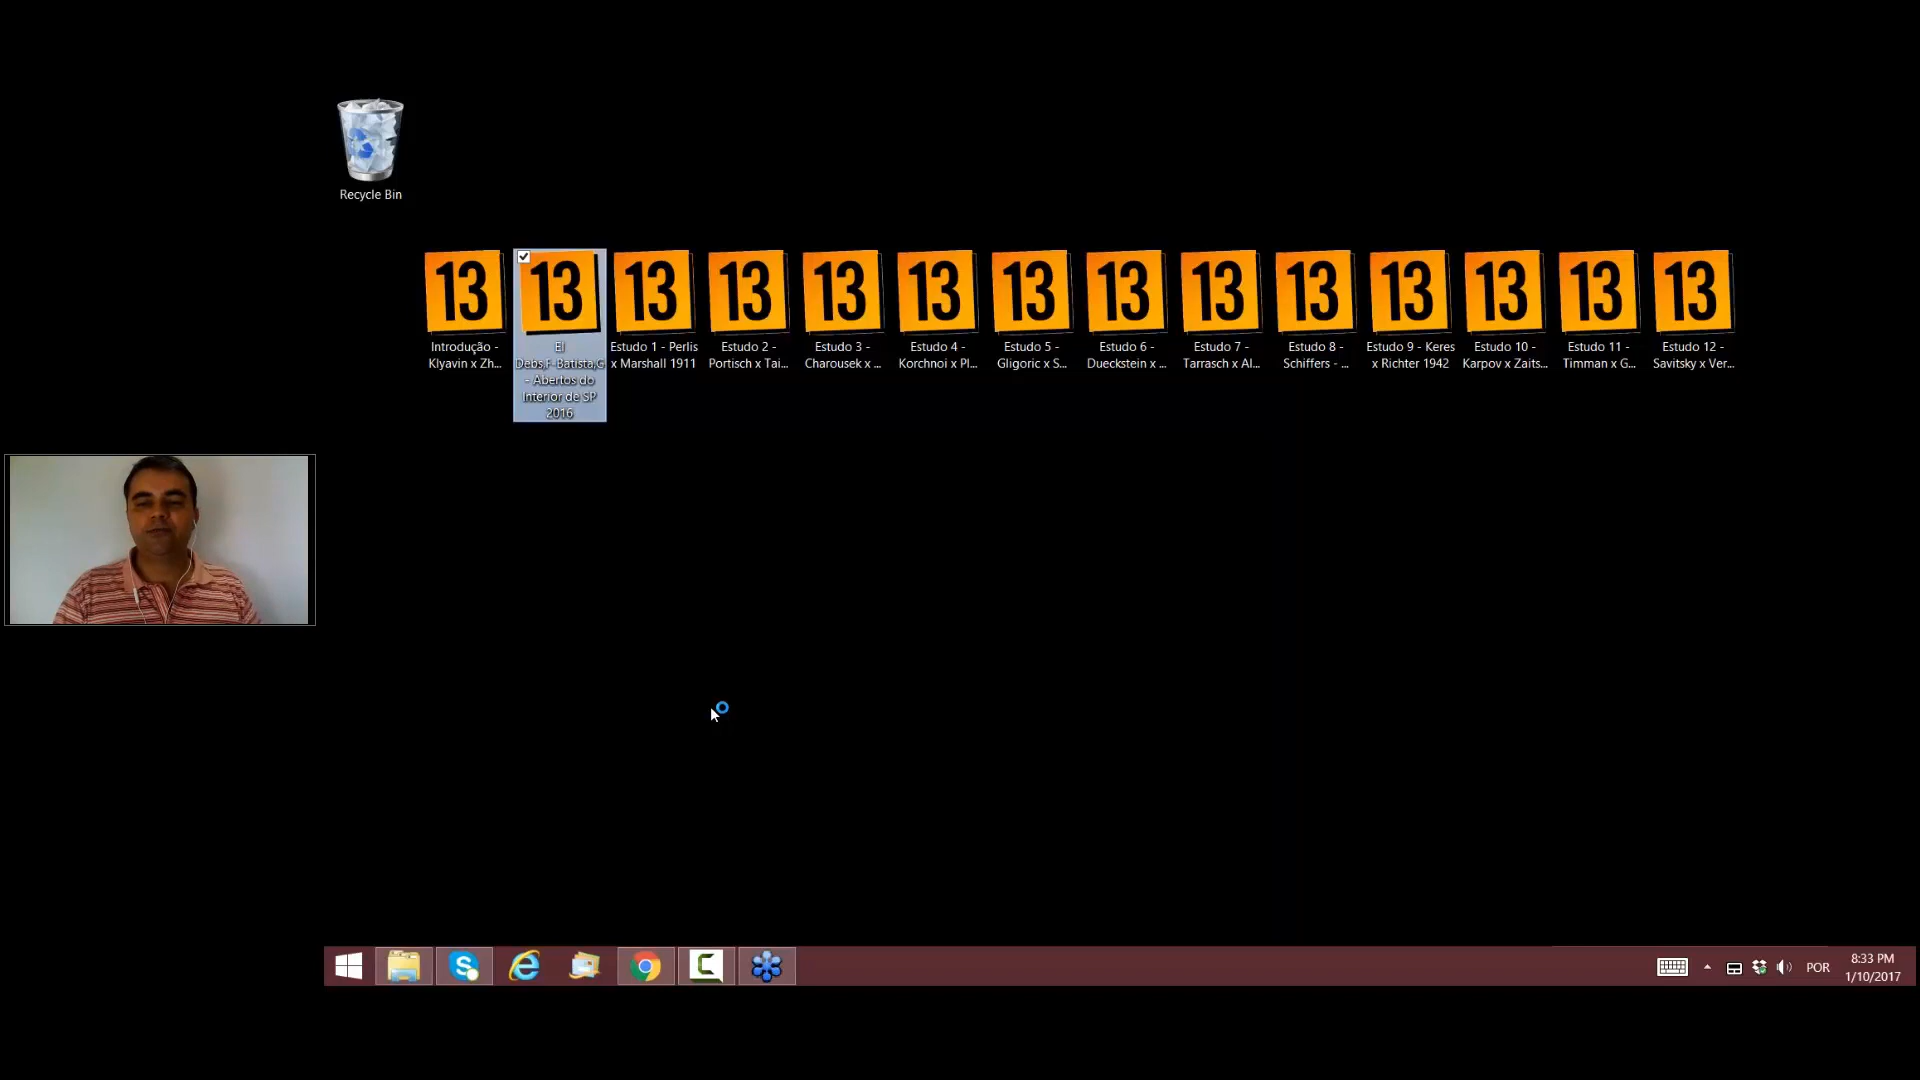 Recycle Bin
13
13
13
13
13
13
13
13
13
13
13
13
13
13
Introdução -
Klyavin x Zh...
El
Debs,F-Batista,G
- Abertos do
Interior de SP
2016
Estudo 1 - Perlis
x Marshall 1911
Estudo 2 -
Portisch x Tai...
Estudo 3 -
Charousek x ...
Estudo 4 -
Korchnoi x Pl...
Estudo 5 -
Gligoric x S...
Estudo 6 -
Dueckstein x ...
Estudo 7 -
Tarrasch x Al...
Estudo 8 -
Schiffers - ...
Estudo 9 - Keres
x Richter 1942
Estudo 10 -
Karpov x Zaits...
Estudo 11 -
Timman x G...
Estudo 12 -
Savitsky x Ver...
POR
8:33 PM
1/10/2017